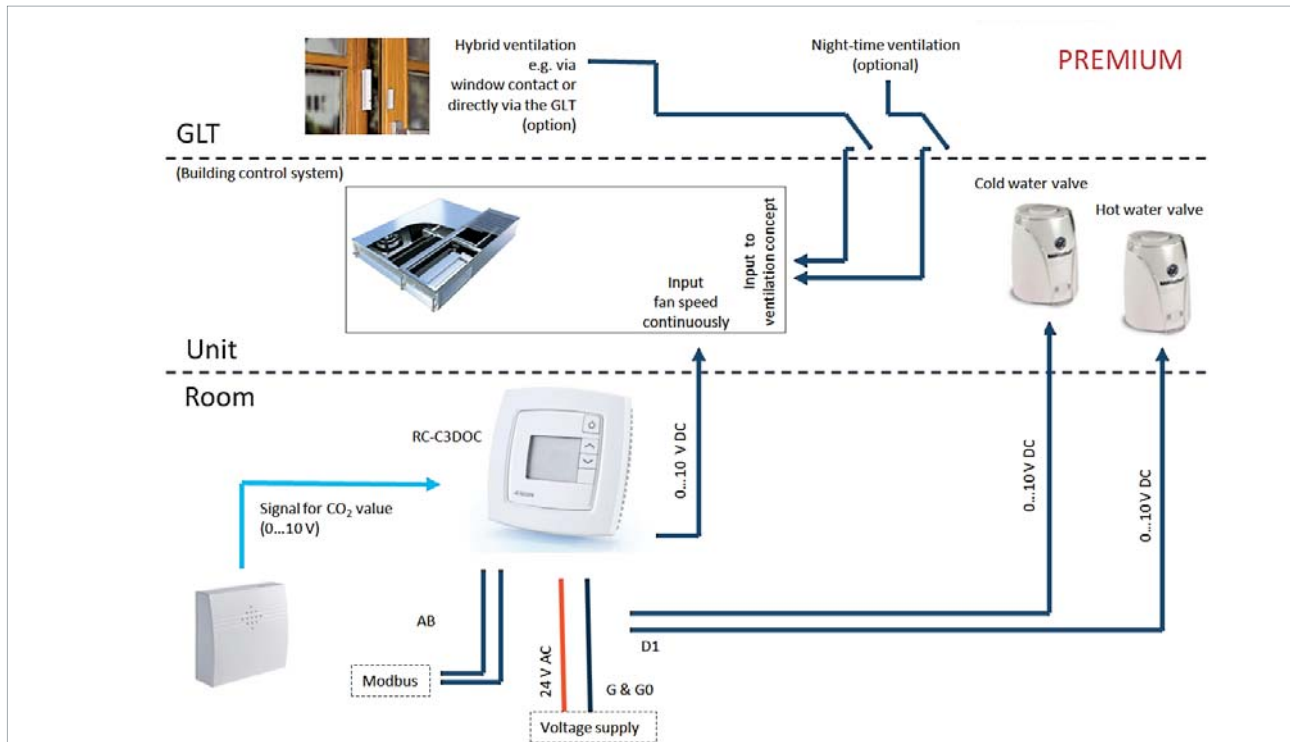 Hybrid ventilation
e.g. via
window contact or
directly via the GLT
(option)
Night-time ventilation
(optional)
PREMIUM
GLT
(Building control system)
Cold water valve
Hot water valve
Input
fan speed
continuously
Input to
ventilation concept
Unit
Room
RC-C3DOC
0...10 V DC
0...10 V DC
0...10 V DC
Signal for CO₂ value
(0...10 V)
AB
D1
Modbus
24 V AC
G & G0
Voltage supply